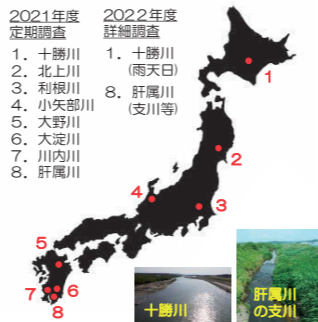 2021年度
定期調査
1．十勝川
2．北上川
3．利根川
4．小矢部川
5．大野川
6．大淀川
7．川内川
8．肝属川
2022年度
詳細調査
1．十勝川
(雨天日)
8．肝属川
(支川等)
1
2
3
4
5
6
7
8
十勝川
肝属川
の支川